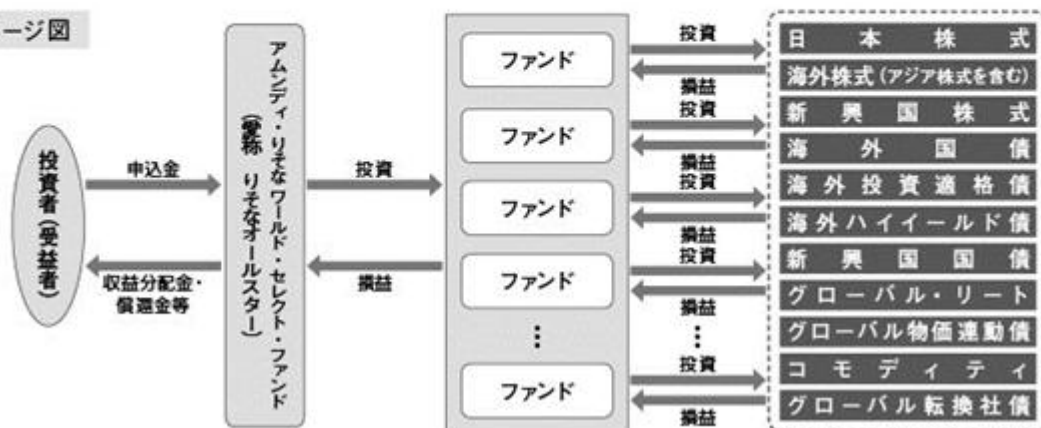 ージ図
投資者(受益者)
申込金
収益分配金・
償還金等
アムンディ・りそなワールド・セレクト・ファンド
(愛称 りそなオールスター)
投資
損益
ファンド
ファンド
ファンド
ファンド
⋮
ファンド
投資
損益
投資
損益
投資
損益
投資
損益
⋮
投資
損益
日本株式
海外株式(アジア株式を含む)
新興国株式
海外国債
海外投資適格債
海外ハイイールド債
新興国国債
グローバル・リート
グローバル物価連動債
コモディティ
グローバル転換社債